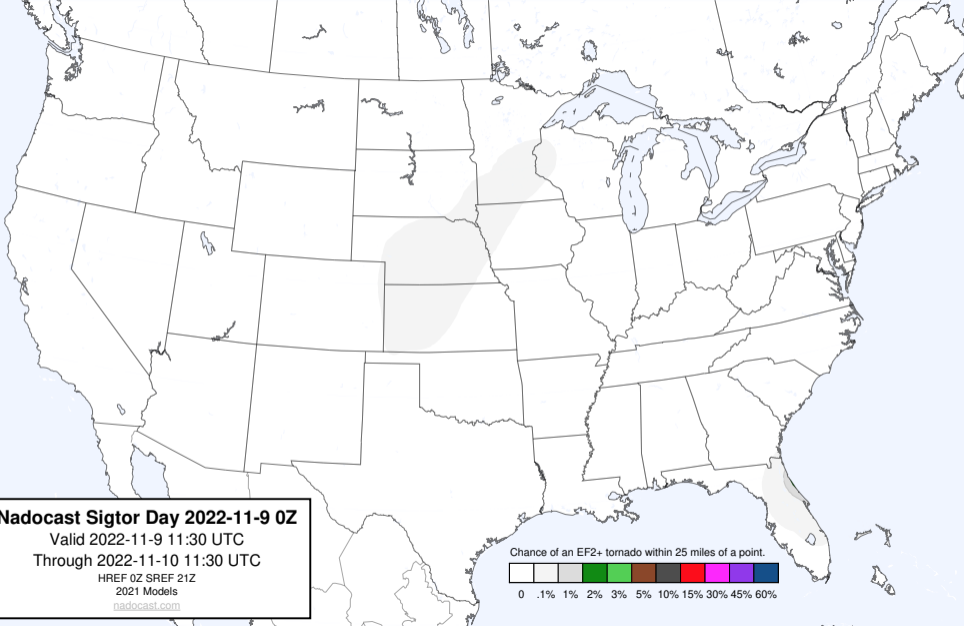 Nadocast Sigtor Day 2022-11-9 0Z
Valid 2022-11-9 11:30 UTC
Through 2022-11-10 11:30 UTC
HREF 0Z SREF 21Z
2021 Models
nadocast.com
Chance of an EF2+ tornado within 25 miles of a point.
0 .1% 1% 2% 3% 5% 10% 15% 30% 45% 60%